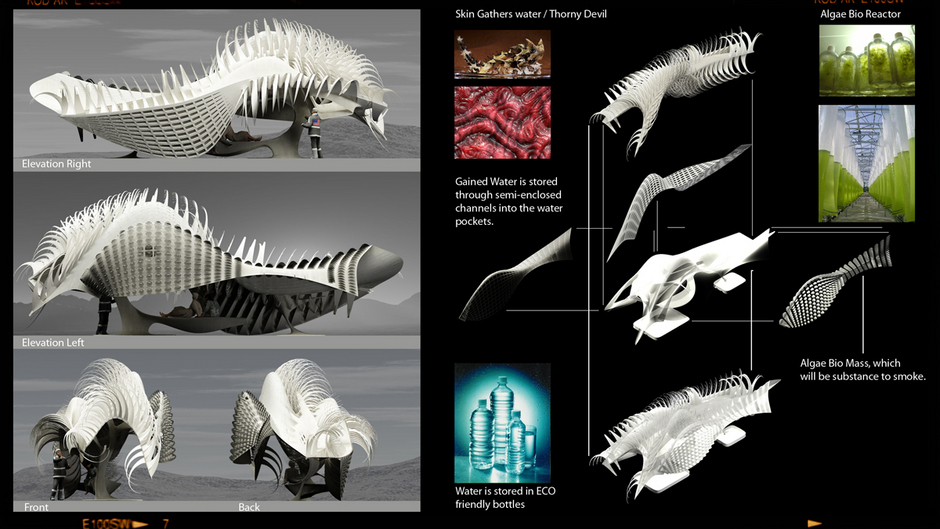 Skin Gathers water / Thorny Devil
Algae Bio Reactor
Elevation Right
Gained Water is stored
through semi-enclosed
channels into the water
pockets.
Elevation Left
Algae Bio Mass, which
will be substance to smoke.
Water is stored in ECO
friendly bottles
Front
Back
E100SW
7